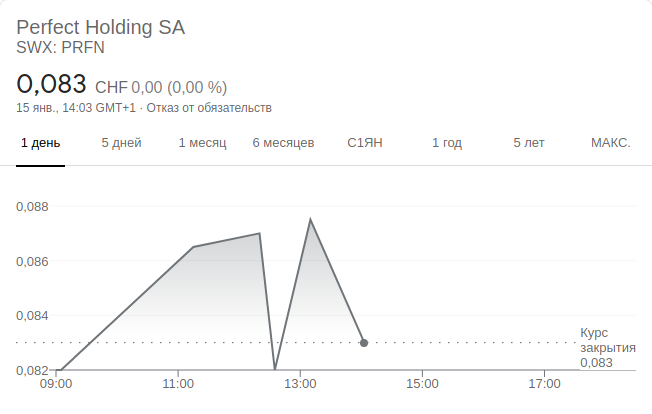 Perfect Holding SA
SWX: PRFN
0,083 CHF 0,00 (0,00 %)
15 янв., 14:03 GMT+1 · Отказ от обязательств
1 день 5 дней 1 месяц 6 месяцев С1ЯН 1 год 5 лет МАКС.
0,088
0,086
0,084
0,082
Курс
закрытия
0,083
09:00 11:00 13:00 15:00 17:00